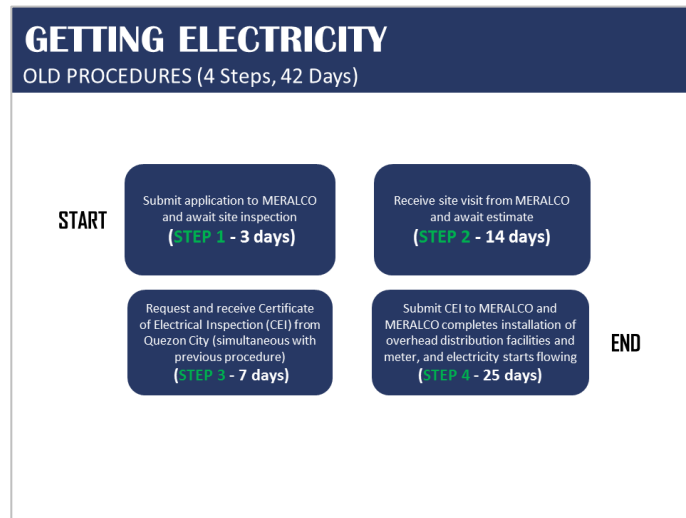 GETTING ELECTRICITY
OLD PROCEDURES (4 Steps, 42 Days)
START
Submit application to MERALCO
and await site inspection
(STEP 1 - 3 days)
Receive site visit from MERALCO
and await estimate
(STEP 2 - 14 days)
Request and receive Certificate
of Electrical Inspection (CEI) from
Quezon City (simultaneous with
previous procedure)
(STEP 3 - 7 days)
Submit CEI to MERALCO and
MERALCO completes installation of
overhead distribution facilities and
meter, and electricity starts flowing
(STEP 4 - 25 days)
END